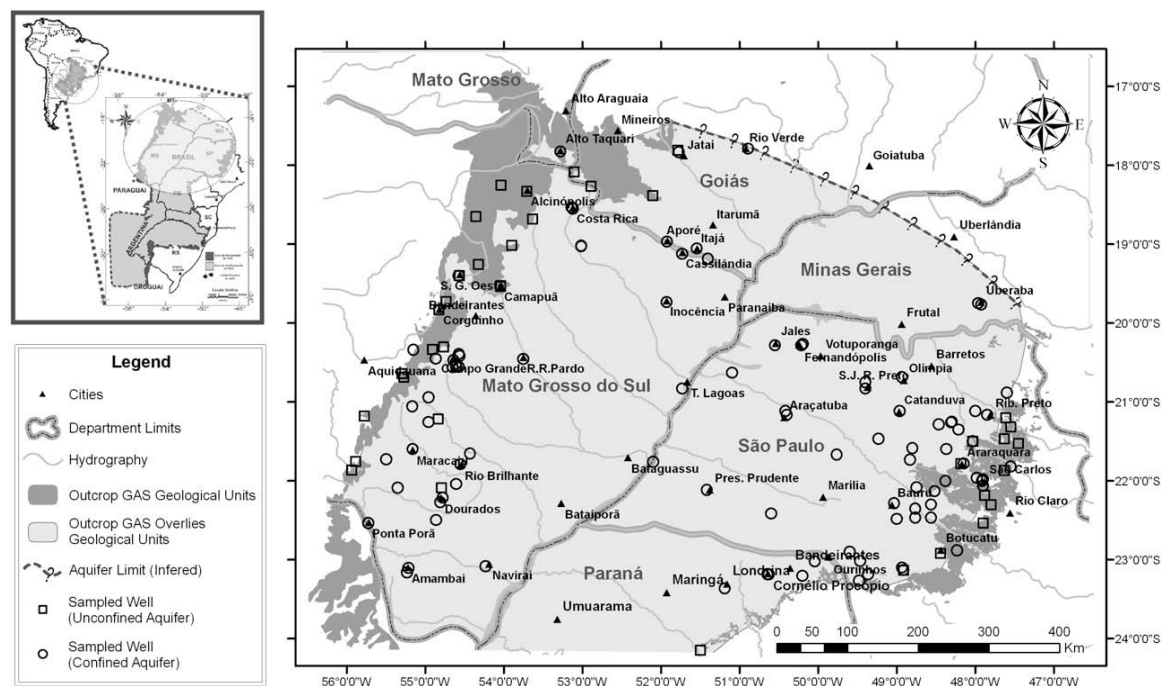 BRASIL
PARAGUAI
ARGENTINA
URUGUAI
MS
PR
SC
RS
Legend
Cities
Department Limits
Hydrography
Outcrop GAS Geological Units
Outcrop GAS Overlies
Geological Units
Aquifer Limit (Infered)
Sampled Well
(Unconfined Aquifer)
Sampled Well
(Confined Aquifer)
N
W E
S
Mato Grosso
Alto Araguaia
Mineiros
Alto Taquari
Jatai
Rio Verde
Goiatuba
Goiás
Alcinópolis
Costa Rica
Itarumã
Uberlândia
Aporé
Itajá
Cassilândia
Minas Gerais
S. G. Oeste
Camapuã
Bandeirantes
Corguinho
Inocência
Paranaiba
Uberaba
Frutal
Jales
Votuporanga
Fernandópolis
Barretos
Aquidauana
Campo Grande
R.R.Pardo
Mato Grosso do Sul
S.J. R. Preto
Olímpia
T. Lagoas
Araçatuba
Catanduva
Rib. Preto
São Paulo
Araraquara
São Carlos
Maracaju
Rio Brilhante
Bataguassu
Pres. Prudente
Marilia
Bauru
Rio Claro
Dourados
Bataiporã
Ponta Porã
Botucatu
Amambai
Navirai
Paraná
Bandeirantes
Ourinhos
Londrina
Cornélio Procópio
Maringá
Umuarama
17°0'0"S
18°0'0"S
19°0'0"S
20°0'0"S
21°0'0"S
22°0'0"S
23°0'0"S
24°0'0"S
0 50 100 200 300 400
Km
56°0'0"W 55°0'0"W 54°0'0"W 53°0'0"W 52°0'0"W 51°0'0"W 50°0'0"W 49°0'0"W 48°0'0"W 47°0'0"W